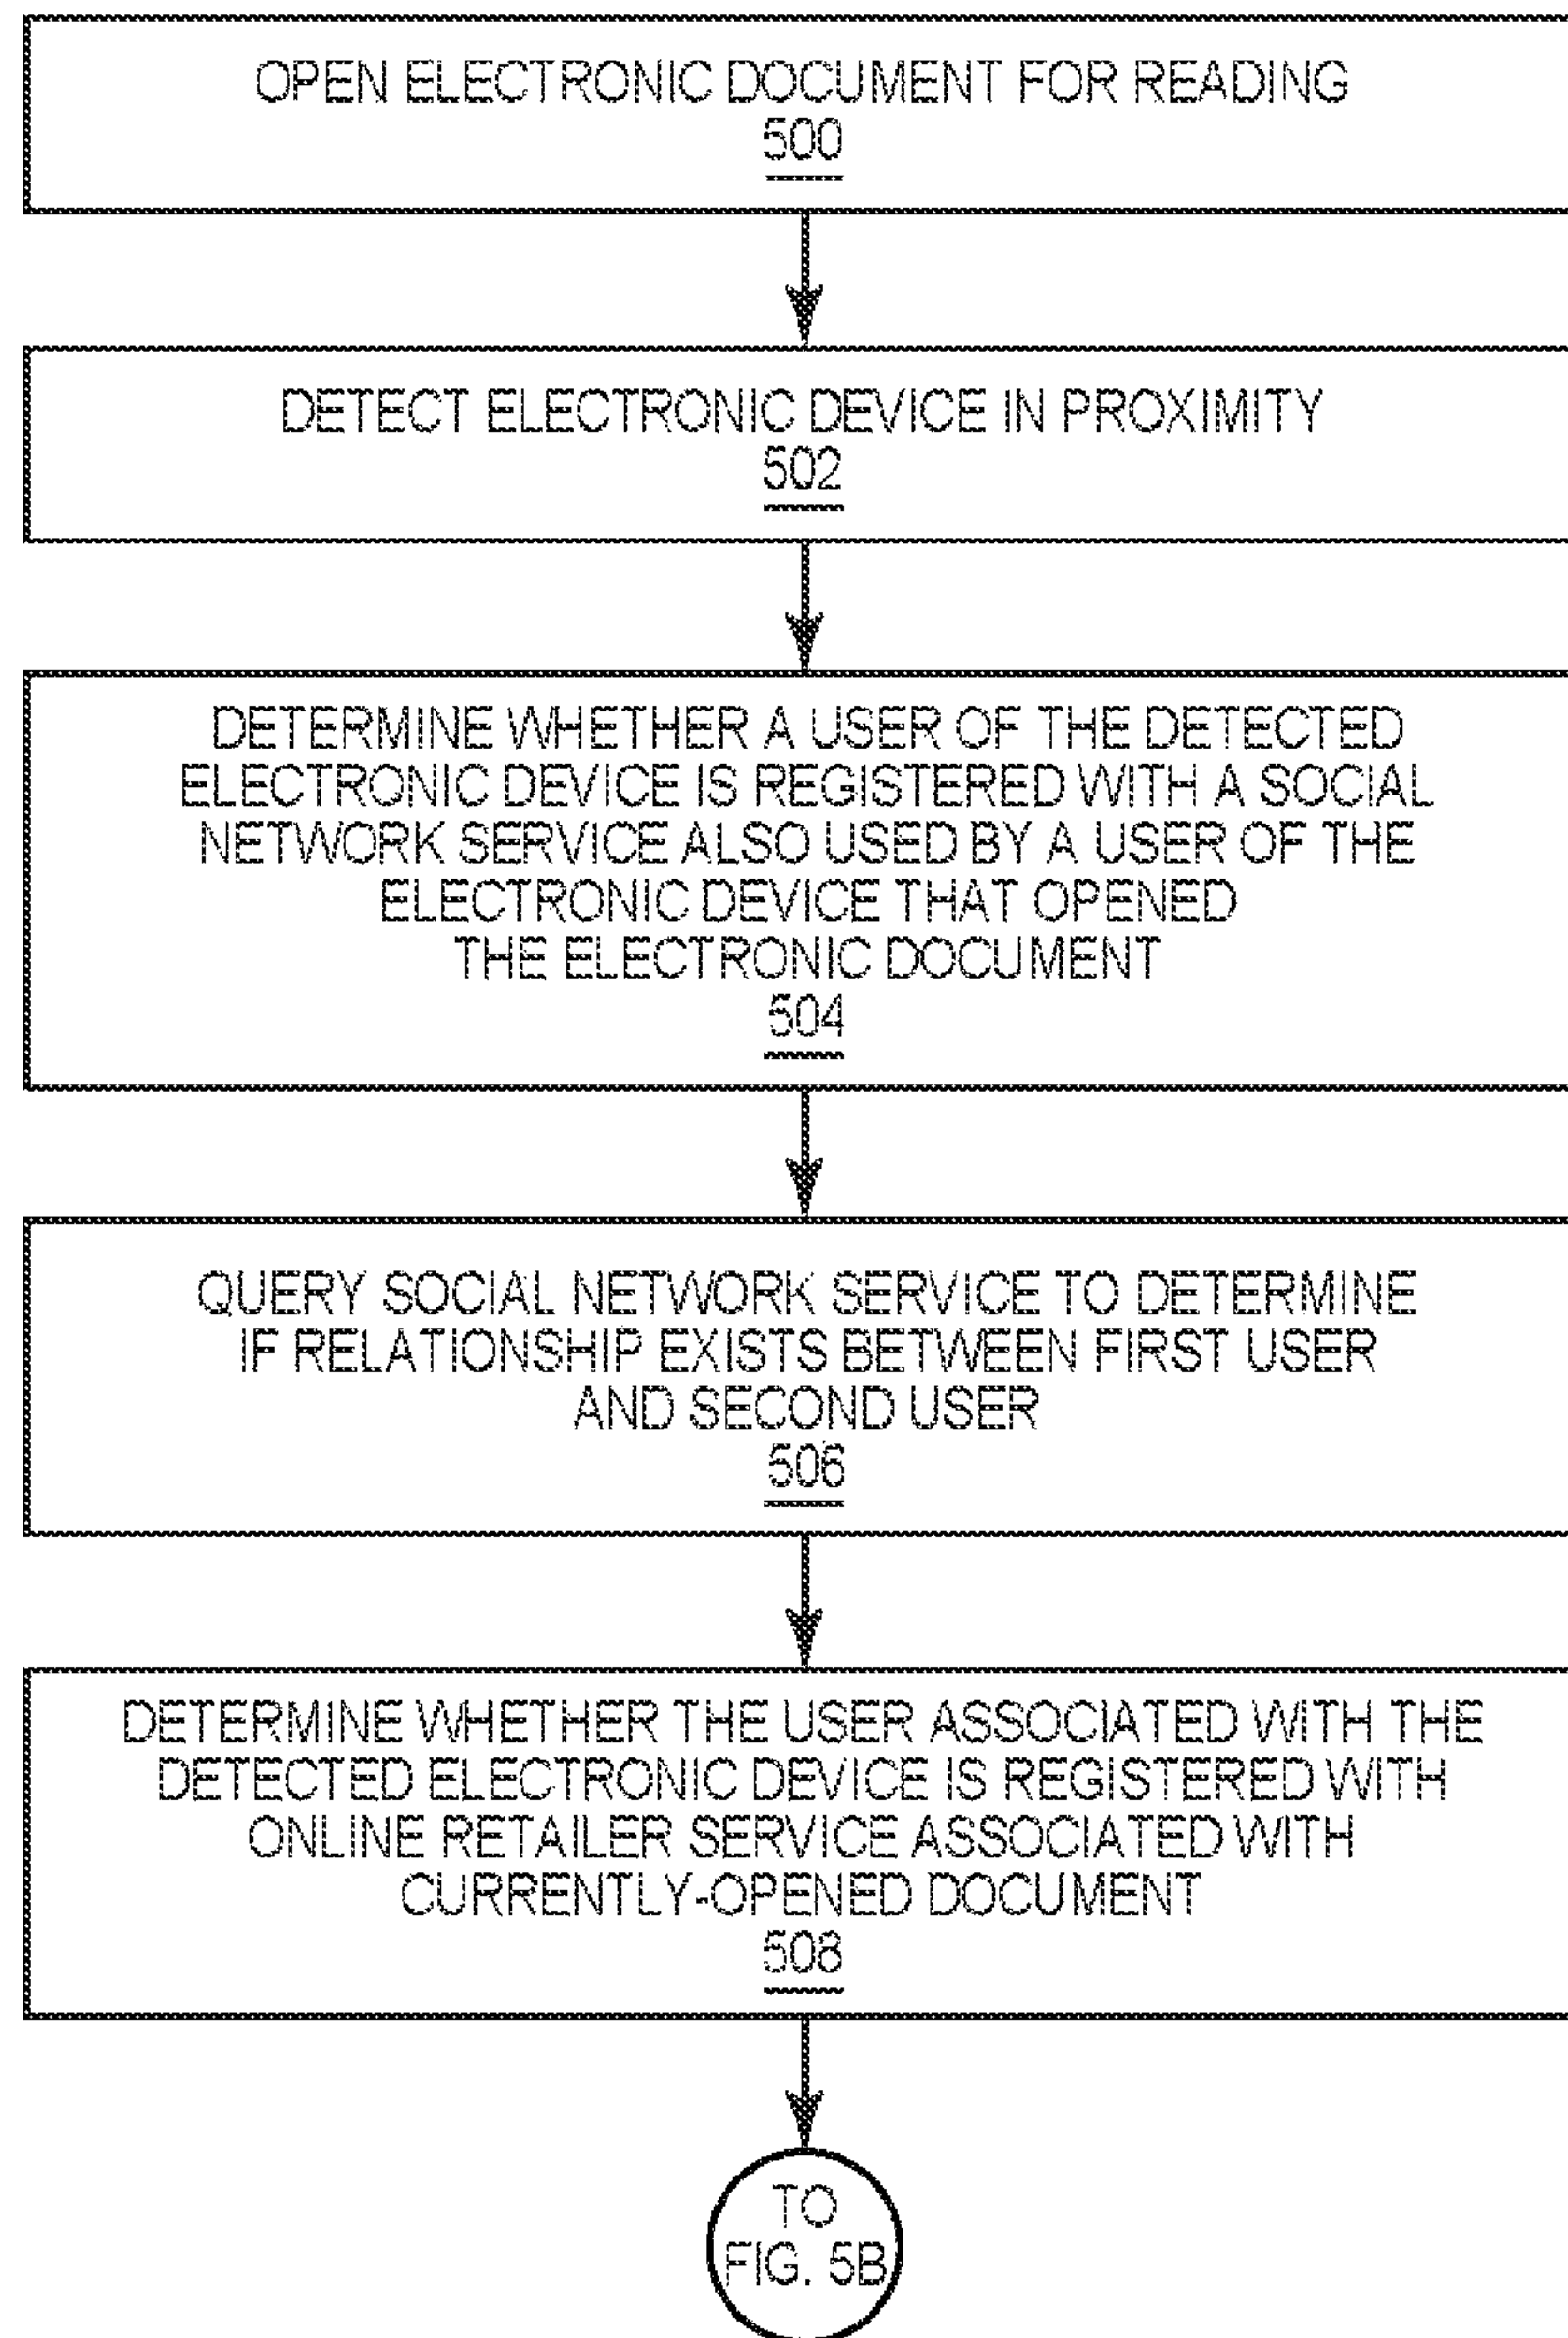 OPEN ELECTRONIC DOCUMENT FOR READING
500
DETECT ELECTRONIC DEVICE IN PROXIMITY
502
DETERMINE WHETHER A USER OF THE DETECTED
ELECTRONIC DEVICE IS REGISTERED WITH A SOCIAL
NETWORK SERVICE ALSO USED BY A USER OF THE
ELECTRONIC DEVICE THAT OPENED
THE ELECTRONIC DOCUMENT
504
QUERY SOCIAL NETWORK SERVICE TO DETERMINE
IF RELATIONSHIP EXISTS BETWEEN FIRST USER
AND SECOND USER
506
DETERMINE WHETHER THE USER ASSOCIATED WITH THE
DETECTED ELECTRONIC DEVICE IS REGISTERED WITH
ONLINE RETAILER SERVICE ASSOCIATED WITH
CURRENTLY-OPENED DOCUMENT
508
TO
FIG. 5B